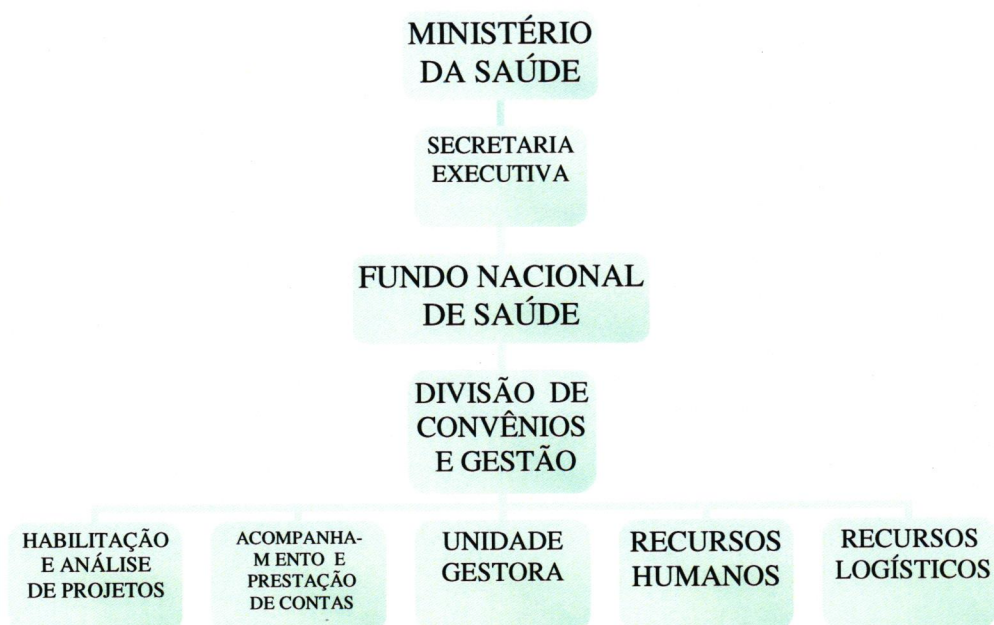 MINISTÉRIO
DA SAÚDE
SECRETARIA
EXECUTIVA
FUNDO NACIONAL
DE SAÚDE
DIVISÃO DE
CONVÊNIOS
E GESTÃO
HABILITAÇÃO
E ANÁLISE
DE PROJETOS
ACOMPANHA-
M ENTO E
PRESTAÇÃO
DE CONTAS
UNIDADE
GESTORA
RECURSOS
HUMANOS
RECURSOS
LOGÍSTICOS